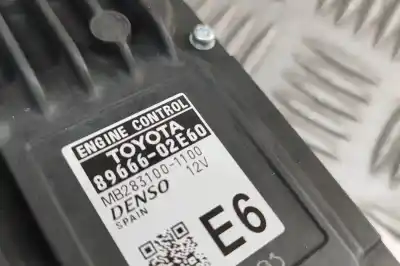 ENGINE CONTROL
TOYOTA
89666-02E60
MB283100-1100
DENSO 12V
SPAIN
E6